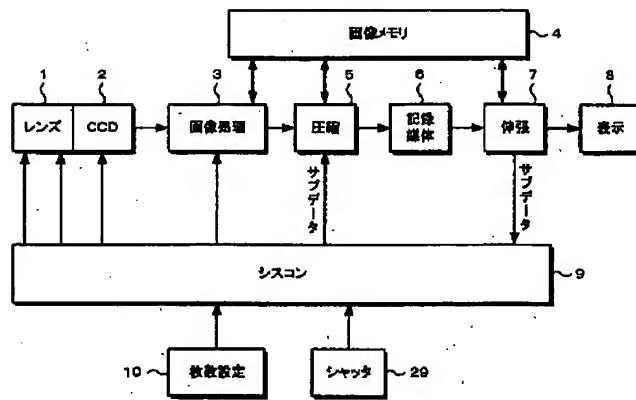 画像メモリ
4
1
2
3
5
6
7
8
レンズ
CCD
画像処理
圧縮
記録
媒体
伸張
表示
サブデータ
サブデータ
シスコン
9
10
枚数設定
シャッタ
29